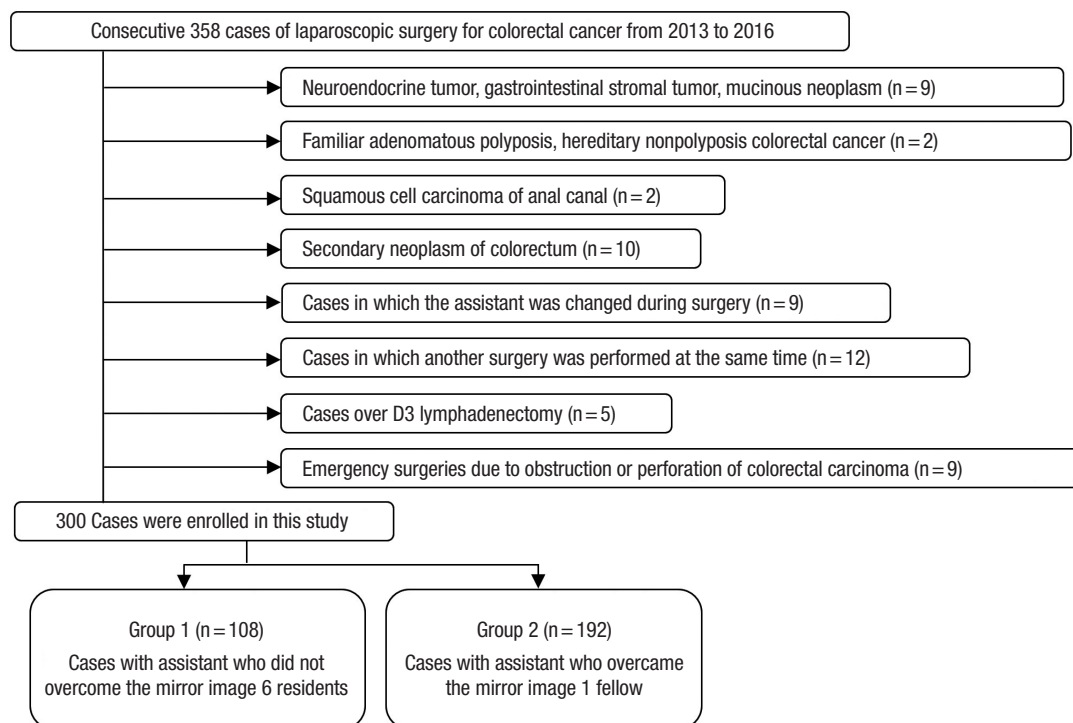 Consecutive 358 cases of laparoscopic surgery for colorectal cancer from 2013 to 2016
Neuroendocrine tumor, gastrointestinal stromal tumor, mucinous neoplasm (n = 9)
Familiar adenomatous polyposis, hereditary nonpolyposis colorectal cancer (n = 2)
Squamous cell carcinoma of anal canal (n = 2)
Secondary neoplasm of colorectum (n = 10)
Cases in which the assistant was changed during surgery (n = 9)
Cases in which another surgery was performed at the same time (n = 12)
Cases over D3 lymphadenectomy (n = 5)
Emergency surgeries due to obstruction or perforation of colorectal carcinoma (n = 9)
300 Cases were enrolled in this study
Group 1 (n = 108)
Cases with assistant who did not
overcome the mirror image 6 residents
Group 2 (n = 192)
Cases with assistant who overcame
the mirror image 1 fellow